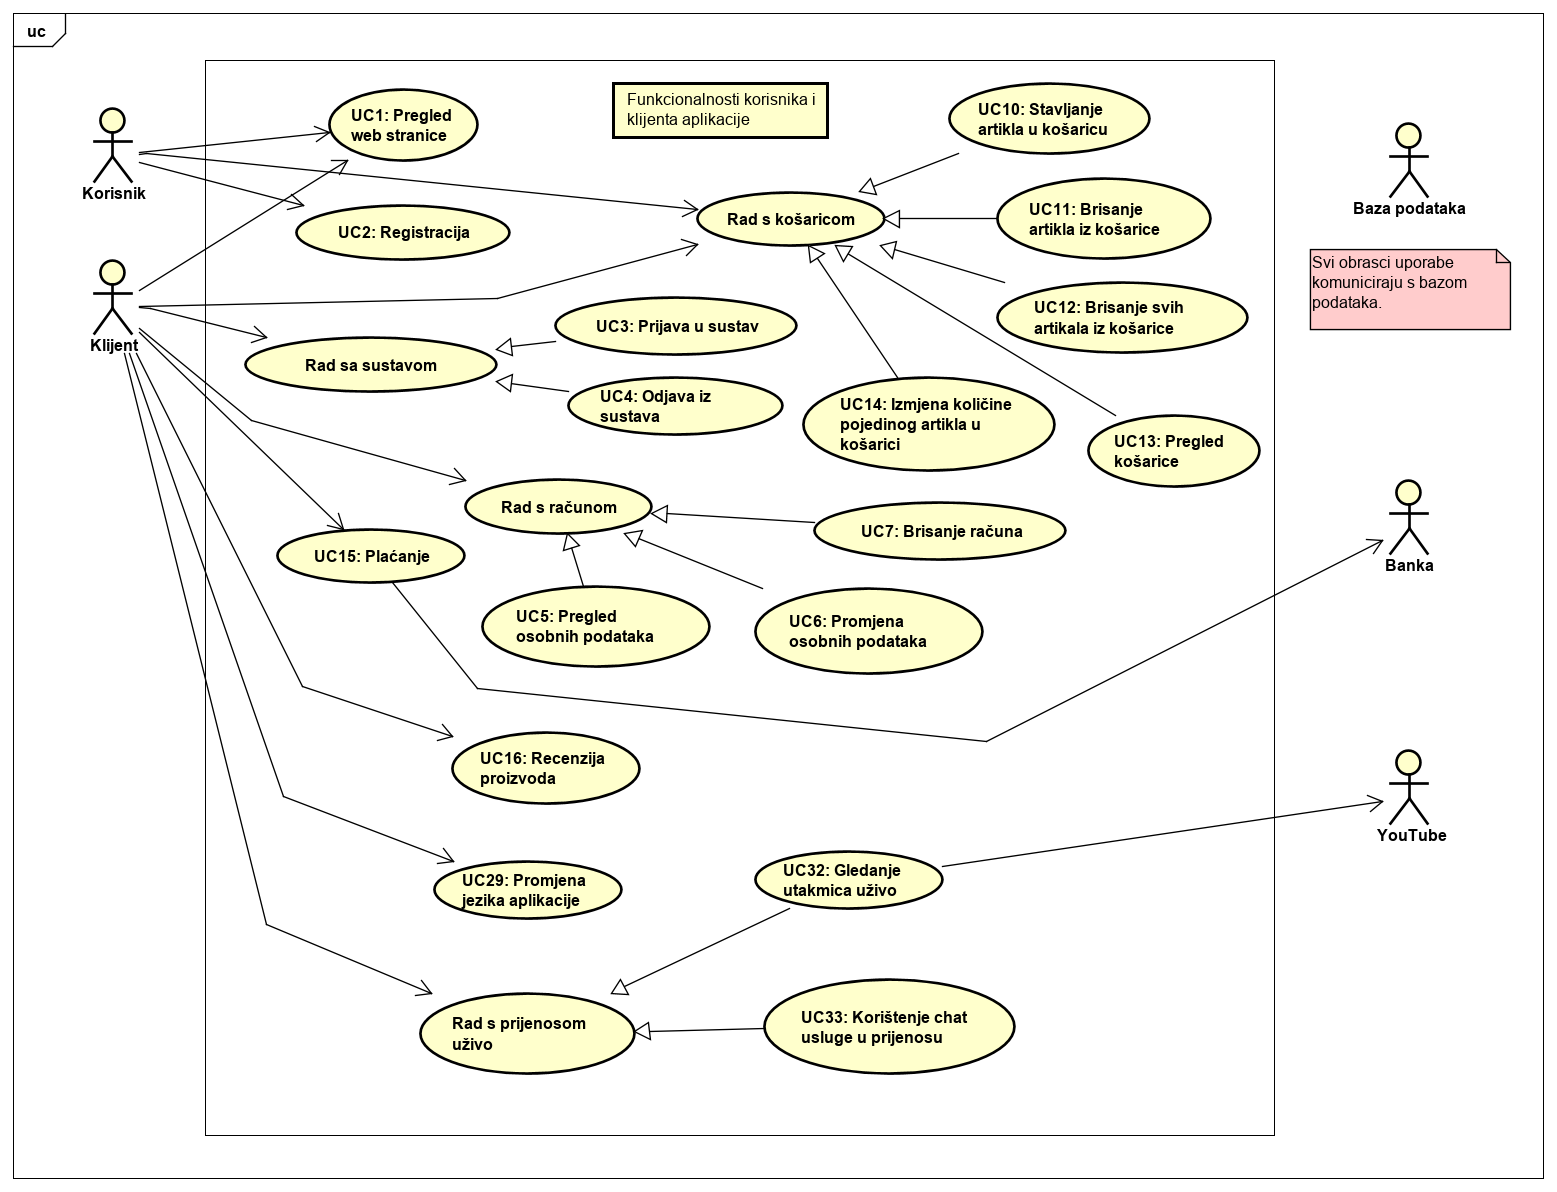 uc
Funkcionalnosti korisnika i
klijenta aplikacije
UC1: Pregled
web stranice
UC10: Stavljanje
artikla u košaricu
Korisnik
Baza podataka
UC2: Registracija
Rad s košaricom
UC11: Brisanje
artikla iz košarice
Svi obrasci uporabe
komuniciraju s bazom
podataka.
Klijent
UC3: Prijava u sustav
UC12: Brisanje svih
artikala iz košarice
Rad sa sustavom
UC4: Odjava iz
sustava
UC14: Izmjena količine
pojedinog artikla u
košarici
UC13: Pregled
košarice
Rad s računom
UC7: Brisanje računa
UC15: Plaćanje
Banka
UC5: Pregled
osobnih podataka
UC6: Promjena
osobnih podataka
UC16: Recenzija
proizvoda
YouTube
UC29: Promjena
jezika aplikacije
UC32: Gledanje
utakmica uživo
Rad s prijenosom
uživo
UC33: Korištenje chat
usluge u prijenosu